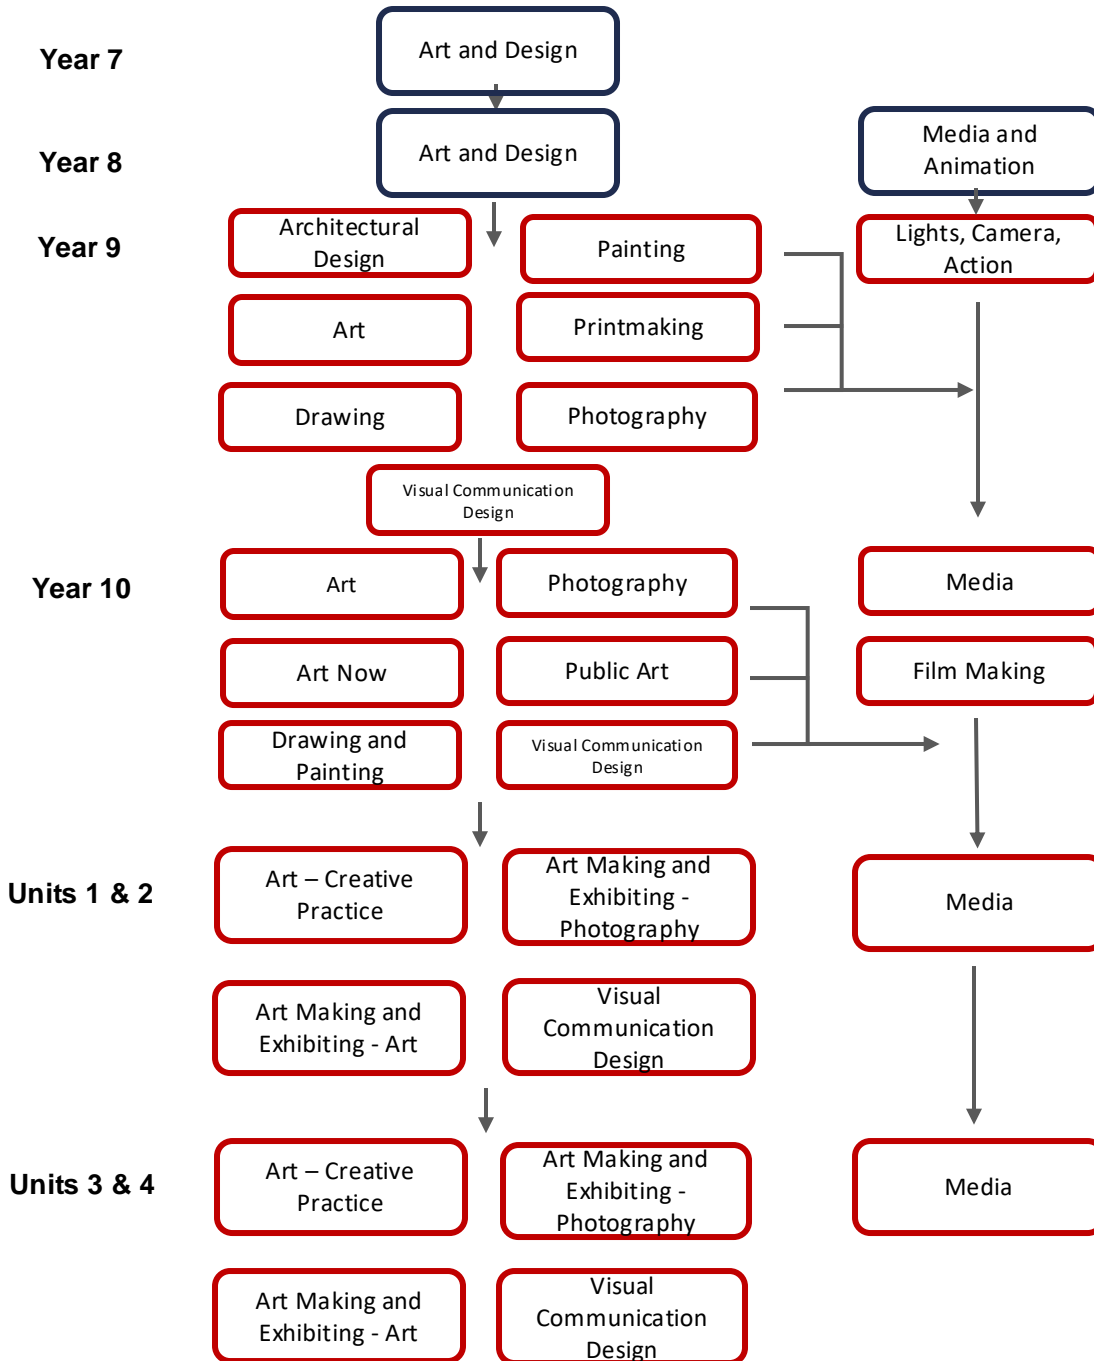 Year 7
Art and Design
Year 8
Art and Design
Media and
Animation
Year 9
Architectural
Design
Painting
Lights, Camera,
Action
Art
Printmaking
Drawing
Photography
Visual Communication
Design
Year 10
Art
Photography
Media
Art Now
Public Art
Film Making
Drawing and
Painting
Visual Communication
Design
Units 1 & 2
Art – Creative
Practice
Art Making and
Exhibiting -
Photography
Media
Art Making and
Exhibiting - Art
Visual
Communication
Design
Units 3 & 4
Art – Creative
Practice
Art Making and
Exhibiting -
Photography
Media
Art Making and
Exhibiting - Art
Visual
Communication
Design